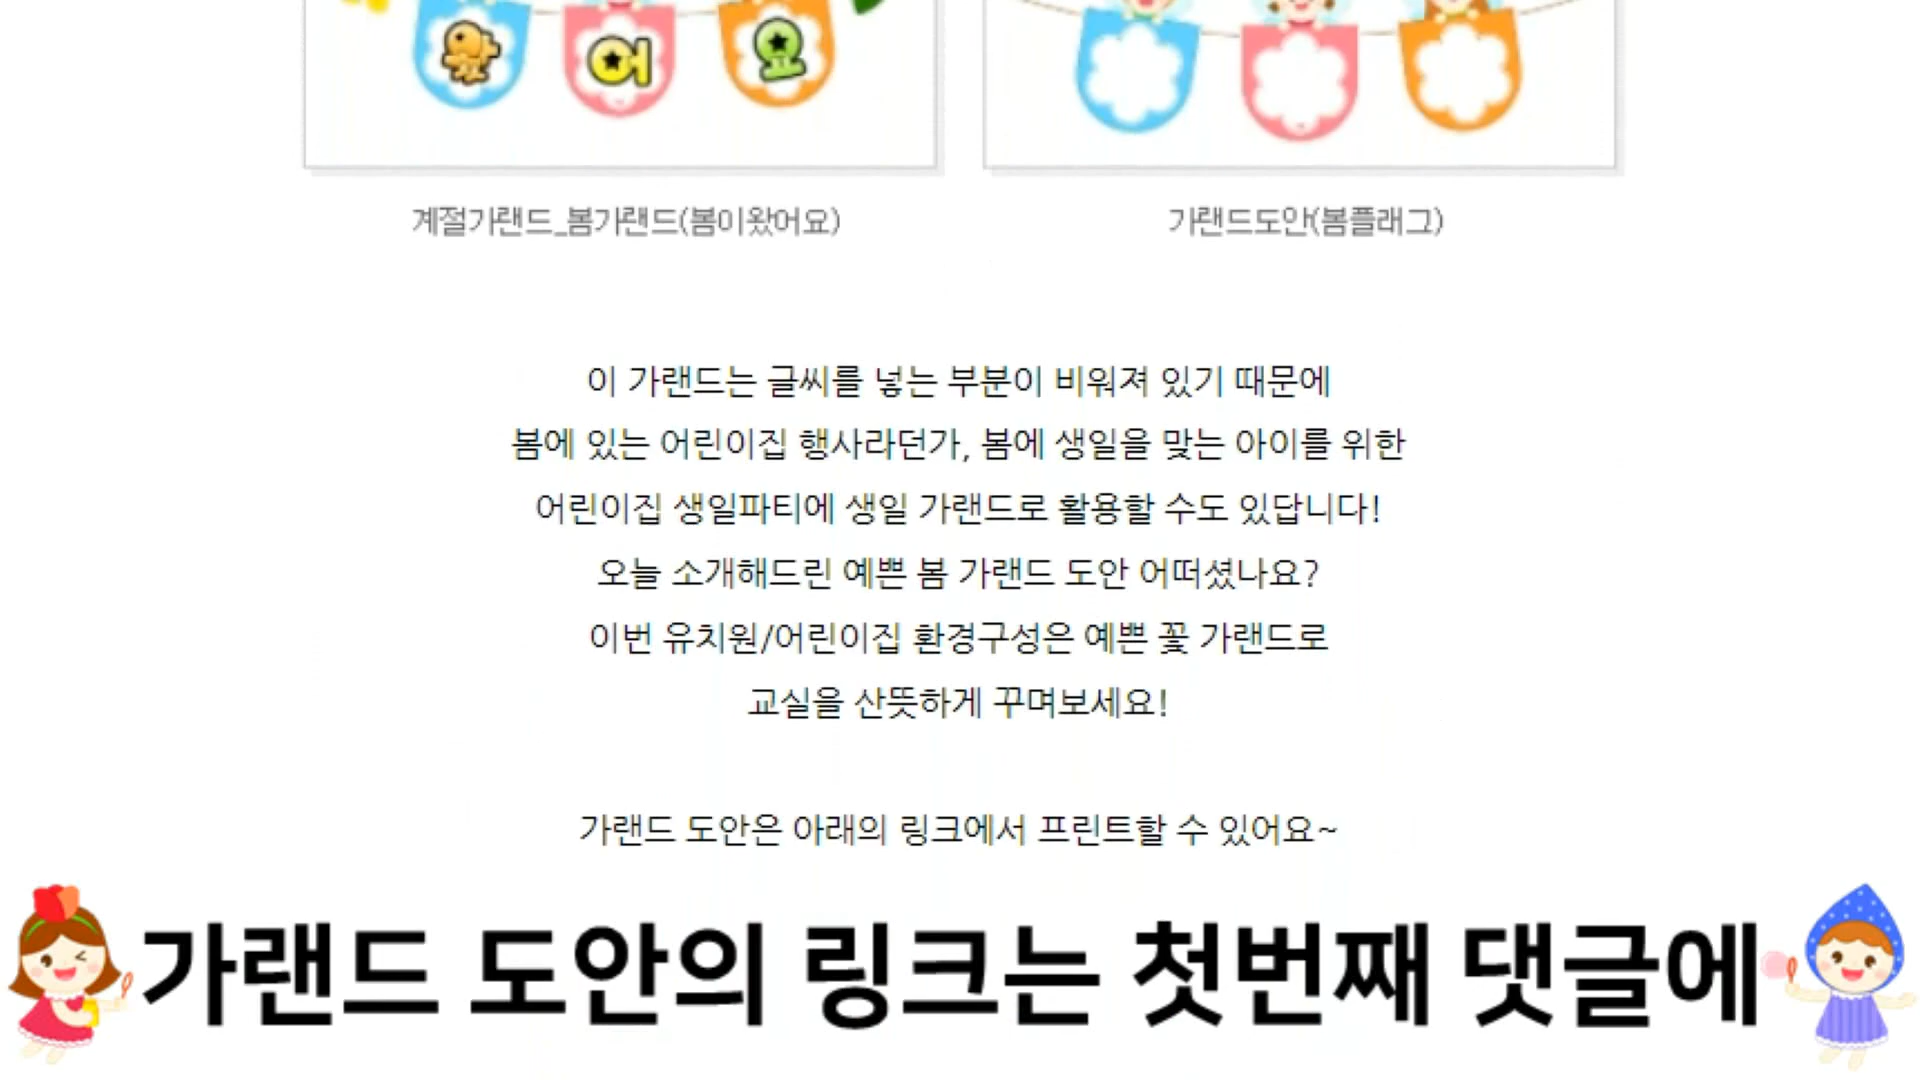 왔 어 요
계절가랜드_봄가랜드(봄이왔어요)
가랜드도안(봄플래그)
이 가랜드는 글씨를 넣는 부분이 비워져 있기 때문에
봄에 있는 어린이집 행사라던가, 봄에 생일을 맞는 아이를 위한
어린이집 생일파티에 생일 가랜드로 활용할 수도 있답니다!
오늘 소개해드린 예쁜 봄 가랜드 도안 어떠셨나요?
이번 유치원/어린이집 환경구성은 예쁜 꽃 가랜드로
교실을 산뜻하게 꾸며보세요!
가랜드 도안은 아래의 링크에서 프린트할 수 있어요~
가랜드 도안의 링크는 첫번째 댓글에